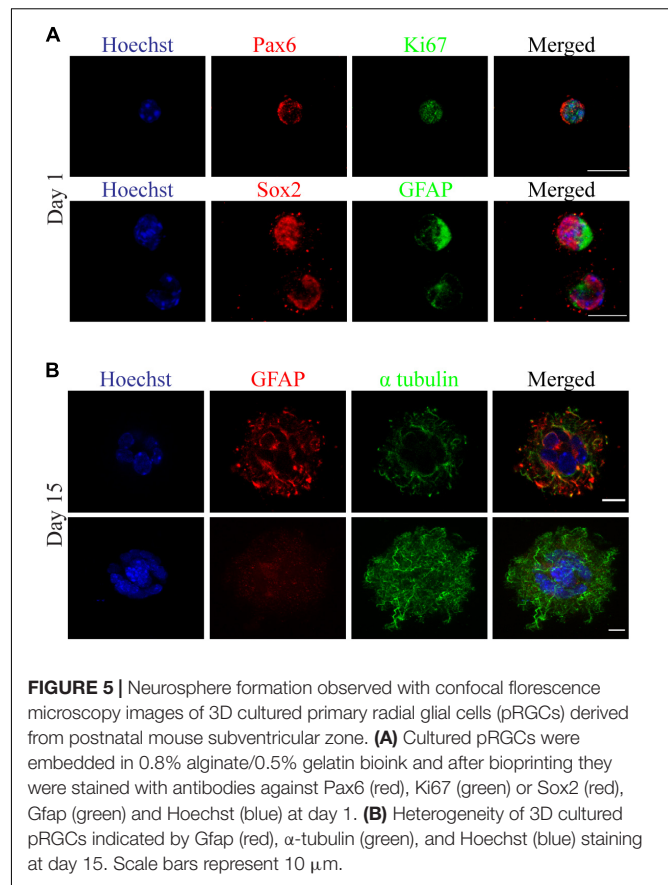 A
Hoechst Pax6 Ki67 Merged
Day 1
Hoechst Sox2 GFAP Merged
B
Hoechst GFAP α tubulin Merged
Day 15
FIGURE 5 | Neurosphere formation observed with confocal florescence
microscopy images of 3D cultured primary radial glial cells (pRGCs) derived
from postnatal mouse subventricular zone. (A) Cultured pRGCs were
embedded in 0.8% alginate/0.5% gelatin bioink and after bioprinting they
were stained with antibodies against Pax6 (red), Ki67 (green) or Sox2 (red),
Gfap (green) and Hoechst (blue) at day 1. (B) Heterogeneity of 3D cultured
pRGCs indicated by Gfap (red), α-tubulin (green), and Hoechst (blue) staining
at day 15. Scale bars represent 10 μm.